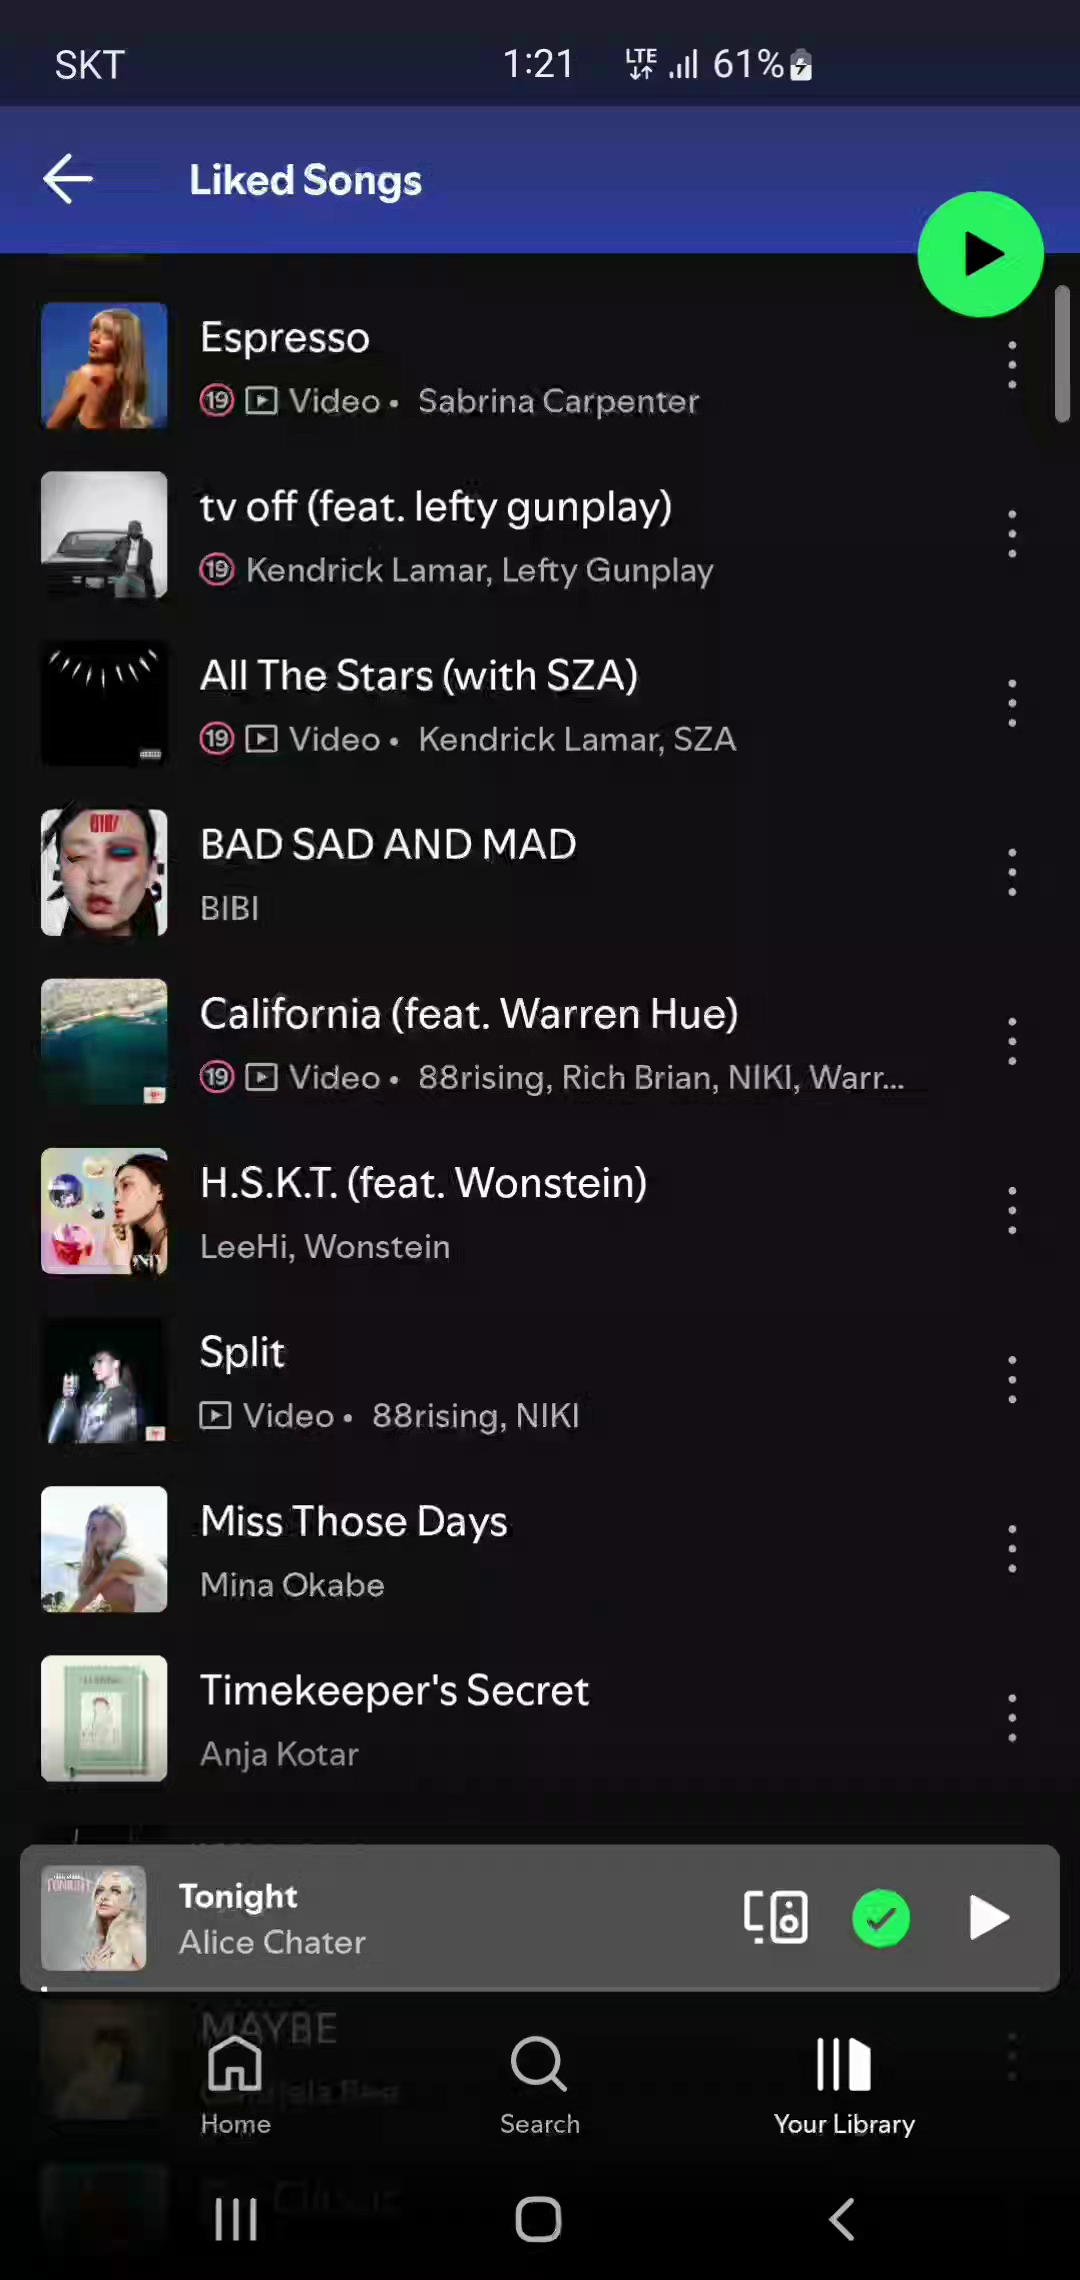 SKT 1:21 LTE 61%
Liked Songs
Espresso
19 Video • Sabrina Carpenter
tv off (feat. lefty gunplay)
19 Kendrick Lamar, Lefty Gunplay
All The Stars (with SZA)
19 Video • Kendrick Lamar, SZA
BAD SAD AND MAD
BIBI
California (feat. Warren Hue)
19 Video • 88rising, Rich Brian, NIKI, Warr...
H.S.K.T. (feat. Wonstein)
LeeHi, Wonstein
Split
Video • 88rising, NIKI
Miss Those Days
Mina Okabe
Timekeeper's Secret
Anja Kotar
TONIGHT
Tonight
Alice Chater
MAYBE
Home
Search
Your Library